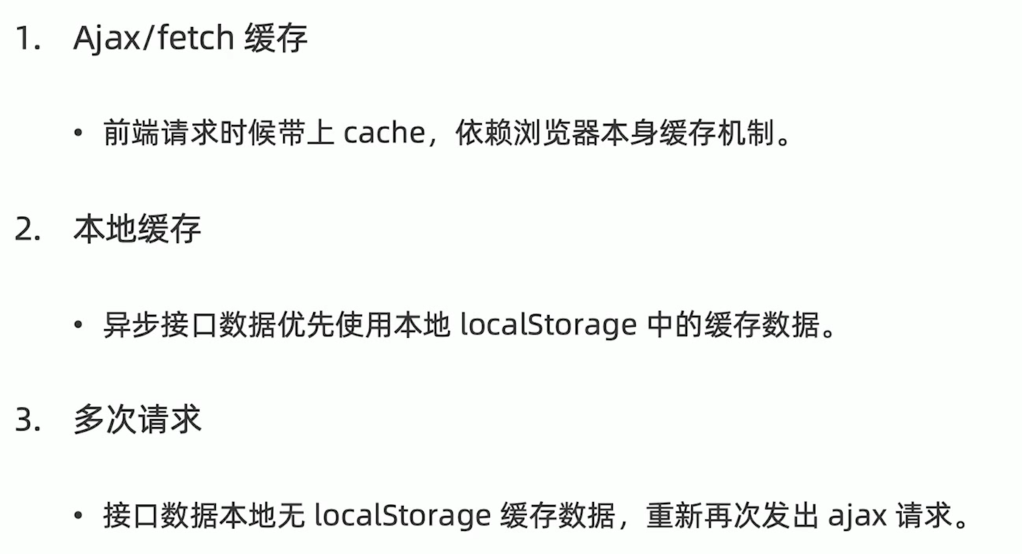 1. Ajax/fetch 缓存
• 前端请求时候带上 cache，依赖浏览器本身缓存机制。
2. 本地缓存
• 异步接口数据优先使用本地 localStorage 中的缓存数据。
3. 多次请求
• 接口数据本地无 localStorage 缓存数据，重新再次发出 ajax 请求。